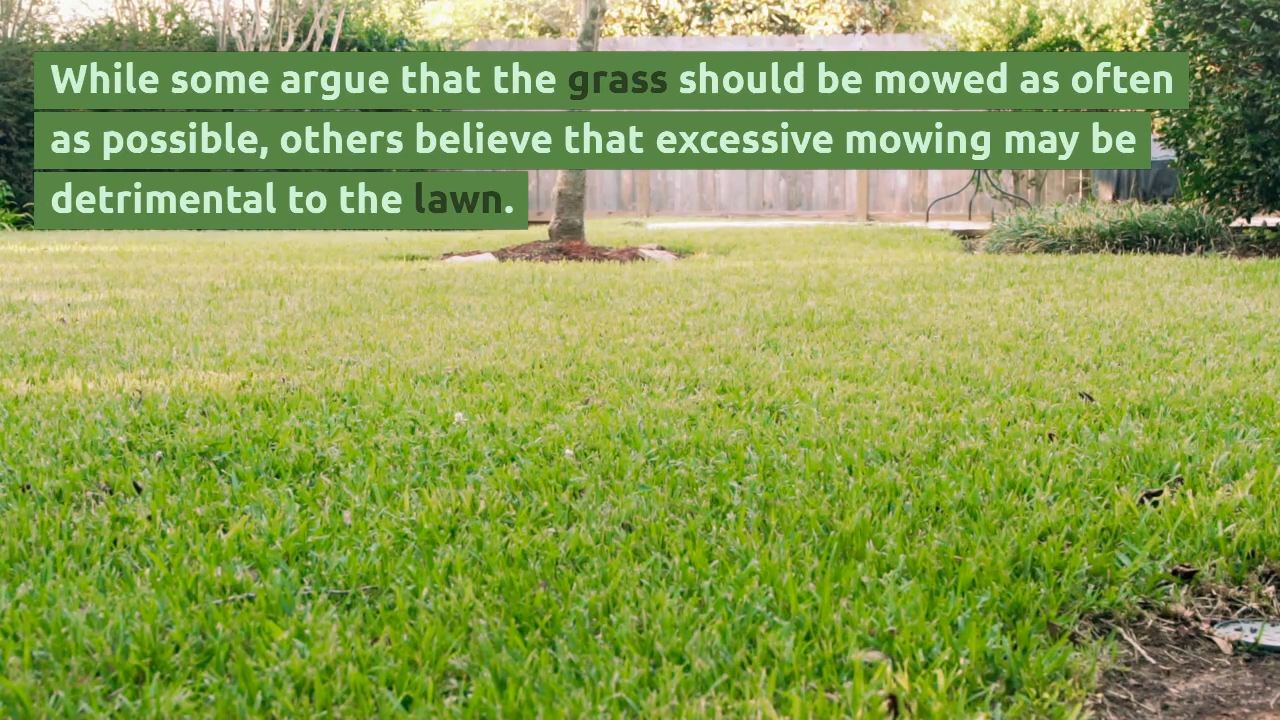 While some argue that the grass should be mowed as often
as possible, others believe that excessive mowing may be
detrimental to the lawn.